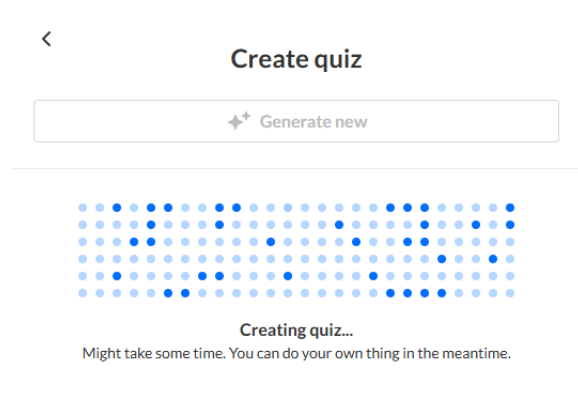 Create quiz
Generate new
Creating quiz...
Might take some time. You can do your own thing in the meantime.